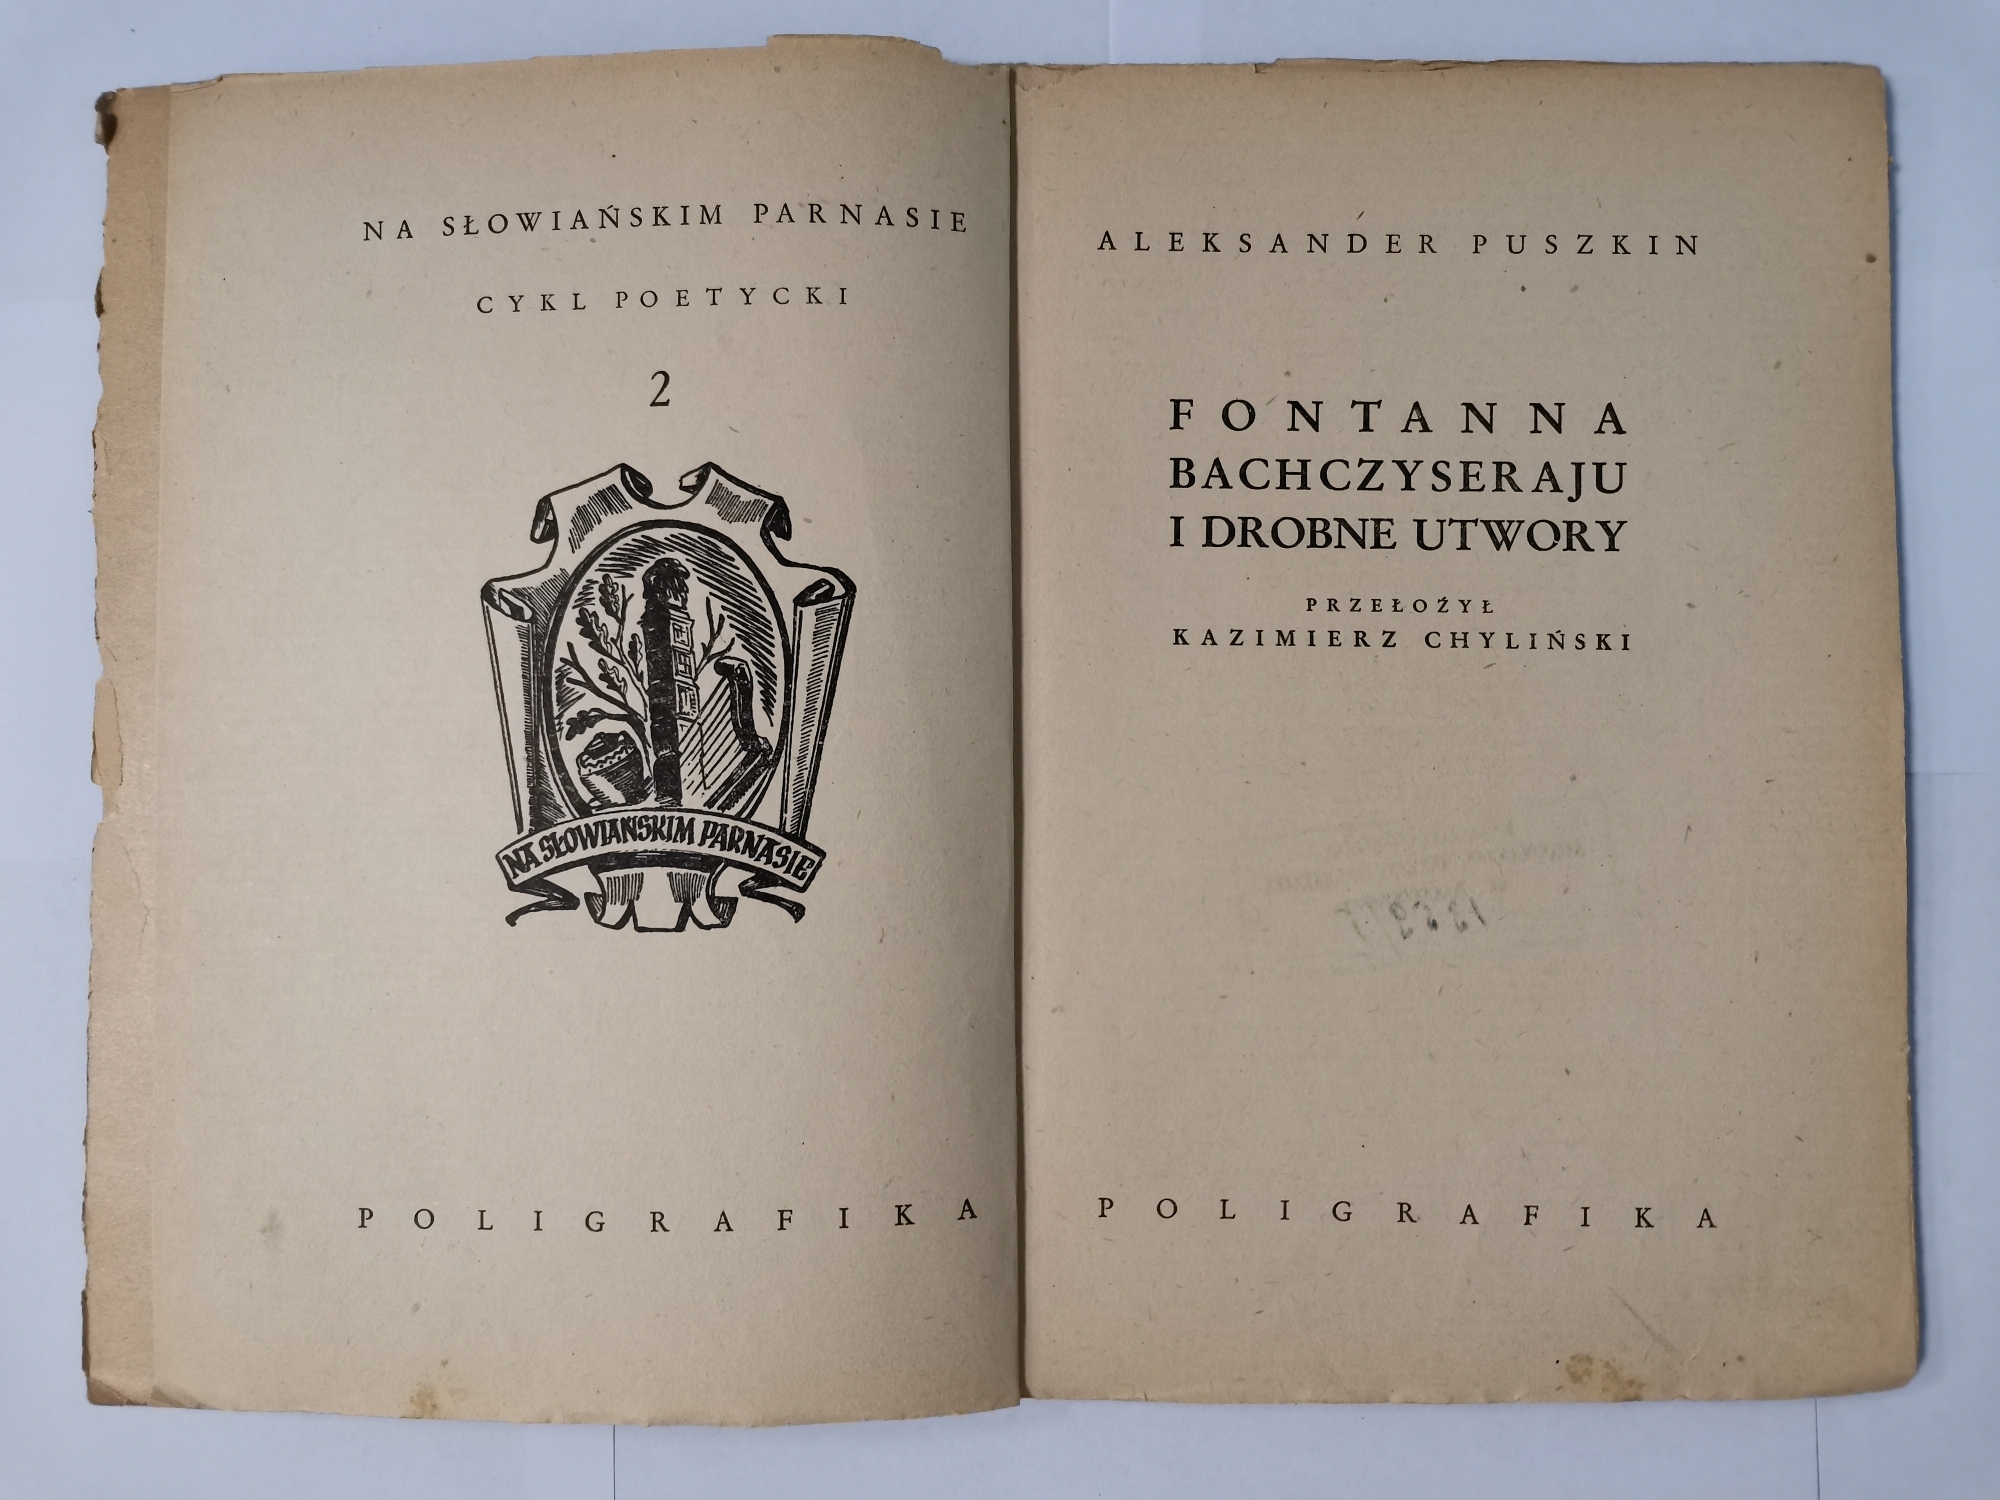 NA SŁOWIAŃSKIM PARNASIE
CYKL POETYCKI
2
NA SŁOWIAŃSKIM PARNASIE
POLIGRAFIKA
ALEKSANDER PUSZKIN
FONTANNA
BACHCZYSERAJU
I DROBNE UTWORY
PRZEŁOŻYŁ
KAZIMIERZ CHYLIŃSKI
POLIGRAFIKA